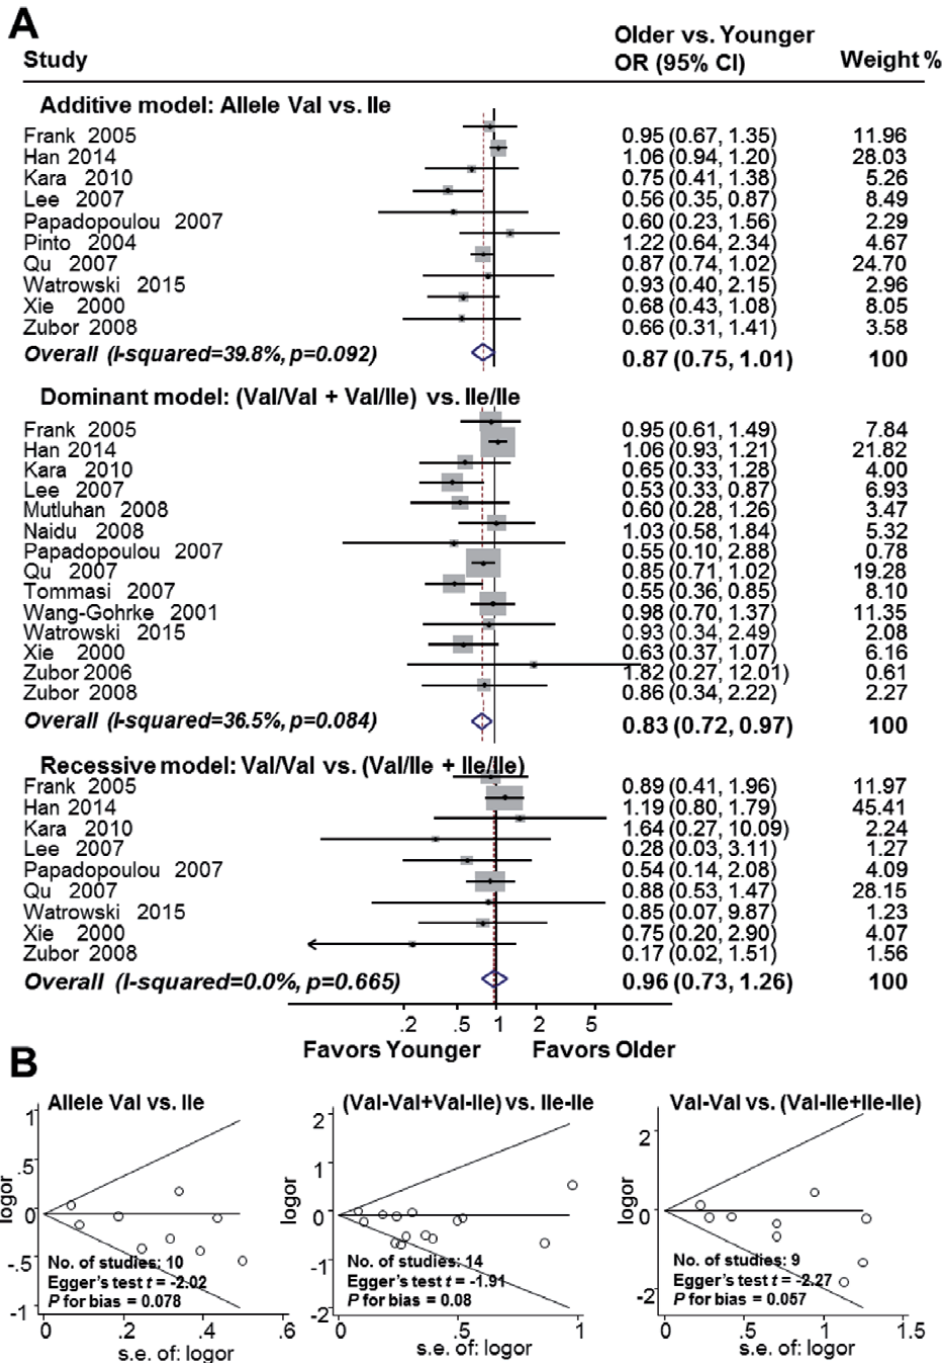 A
Older vs. Younger
Study OR (95% CI) Weight %
Additive model: Allele Val vs. Ile
Frank 2005 0.95 (0.67, 1.35) 11.96
Han 2014 1.06 (0.94, 1.20) 28.03
Kara 2010 0.75 (0.41, 1.38) 5.26
Lee 2007 0.56 (0.35, 0.87) 8.49
Papadopoulou 2007 0.60 (0.23, 1.56) 2.29
Pinto 2004 1.22 (0.64, 2.34) 4.67
Qu 2007 0.87 (0.74, 1.02) 24.70
Watrowski 2015 0.93 (0.40, 2.15) 2.96
Xie 2000 0.68 (0.43, 1.08) 8.05
Zubor 2008 0.66 (0.31, 1.41) 3.58
Overall (I-squared=39.8%, p=0.092) 0.87 (0.75, 1.01) 100
Dominant model: (Val/Val + Val/Ile) vs. Ile/Ile
Frank 2005 0.95 (0.61, 1.49) 7.84
Han 2014 1.06 (0.93, 1.21) 21.82
Kara 2010 0.65 (0.33, 1.28) 4.00
Lee 2007 0.53 (0.33, 0.87) 6.93
Mutluhan 2008 0.60 (0.28, 1.26) 3.47
Naidu 2008 1.03 (0.58, 1.84) 5.32
Papadopoulou 2007 0.55 (0.10, 2.88) 0.78
Qu 2007 0.85 (0.71, 1.02) 19.28
Tommasi 2007 0.55 (0.36, 0.85) 8.10
Wang-Gohrke 2001 0.98 (0.70, 1.37) 11.35
Watrowski 2015 0.93 (0.34, 2.49) 2.08
Xie 2000 0.63 (0.37, 1.07) 6.16
Zubor 2006 1.82 (0.27, 12.01) 0.61
Zubor 2008 0.86 (0.34, 2.22) 2.27
Overall (I-squared=36.5%, p=0.084) 0.83 (0.72, 0.97) 100
Recessive model: Val/Val vs. (Val/Ile + Ile/Ile)
Frank 2005 0.89 (0.41, 1.96) 11.97
Han 2014 1.19 (0.80, 1.79) 45.41
Kara 2010 1.64 (0.27, 10.09) 2.24
Lee 2007 0.28 (0.03, 3.11) 1.27
Papadopoulou 2007 0.54 (0.14, 2.08) 4.09
Qu 2007 0.88 (0.53, 1.47) 28.15
Watrowski 2015 0.85 (0.07, 9.87) 1.23
Xie 2000 0.75 (0.20, 2.90) 4.07
Zubor 2008 0.17 (0.02, 1.51) 1.56
Overall (I-squared=0.0%, p=0.665) 0.96 (0.73, 1.26) 100
.2 .5 1 2 5
Favors Younger Favors Older
B
Allele Val vs. Ile
1
.5
0
-.5
-1
logor
No. of studies: 10
Egger's test t = -2.02
P for bias = 0.078
0 .2 .4 .6
s.e. of: logor
(Val-Val+Val-Ile) vs. Ile-Ile
2
1
0
-1
-2
logor
No. of studies: 14
Egger's test t = -1.91
P for bias = 0.08
0 .5 1
s.e. of: logor
Val-Val vs. (Val-Ile+Ile-Ile)
2
0
-2
logor
No. of studies: 9
Egger's test t = -2.27
P for bias = 0.057
0 .5 1 1.5
s.e. of: logor